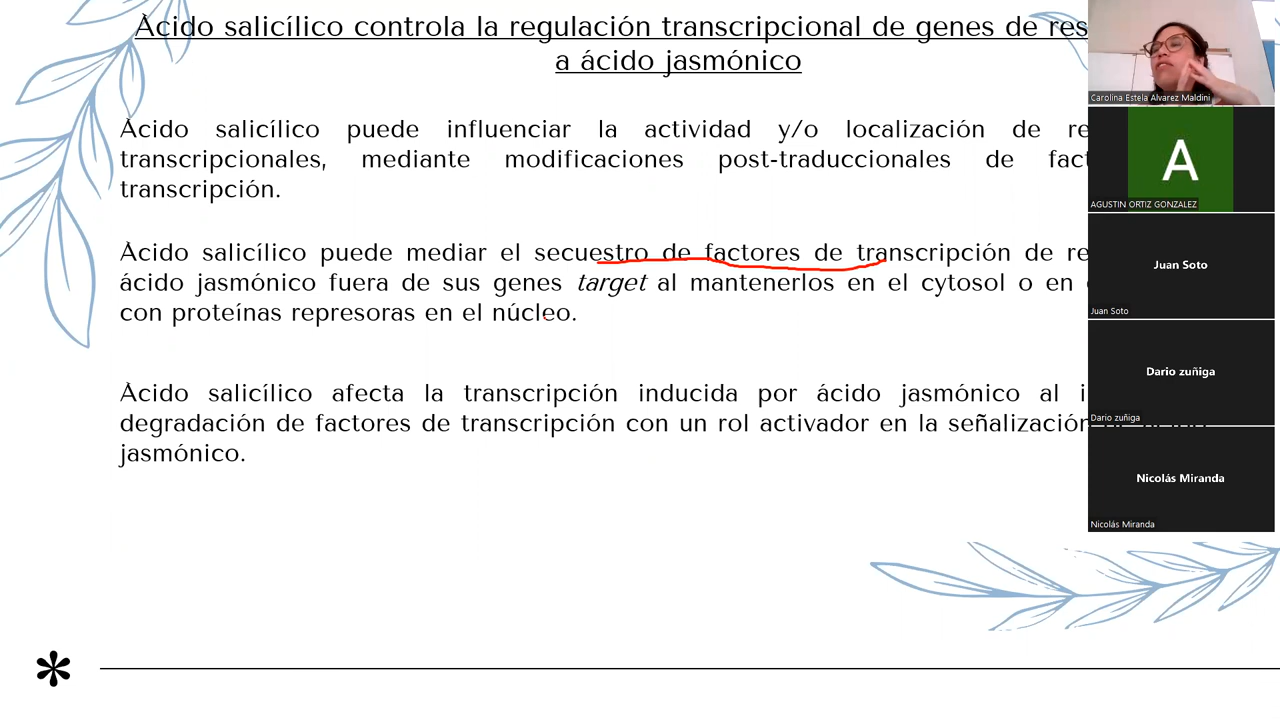 Ácido salicílico controla la regulación transcripcional de genes de
a ácido jasmónico
Ácido salicílico puede influenciar la actividad y/o localización de
transcripcionales, mediante modificaciones post-traduccionales de
transcripción.
Ácido salicílico puede mediar el secuestro de factores de transcripción de
ácido jasmónico fuera de sus genes target al mantenerlos en el cytosol o en
con proteínas represoras en el núcleo.
Ácido salicílico afecta la transcripción inducida por ácido jasmónico al
degradación de factores de transcripción con un rol activador en la señalización
jasmónico.
Carolina Estela Alvarez Maldini
A
AGUSTIN ORTIZ GONZALEZ
Juan Soto
Juan Soto
Dario zuñiga
Dario zuñiga
Nicolás Miranda
Nicolás Miranda